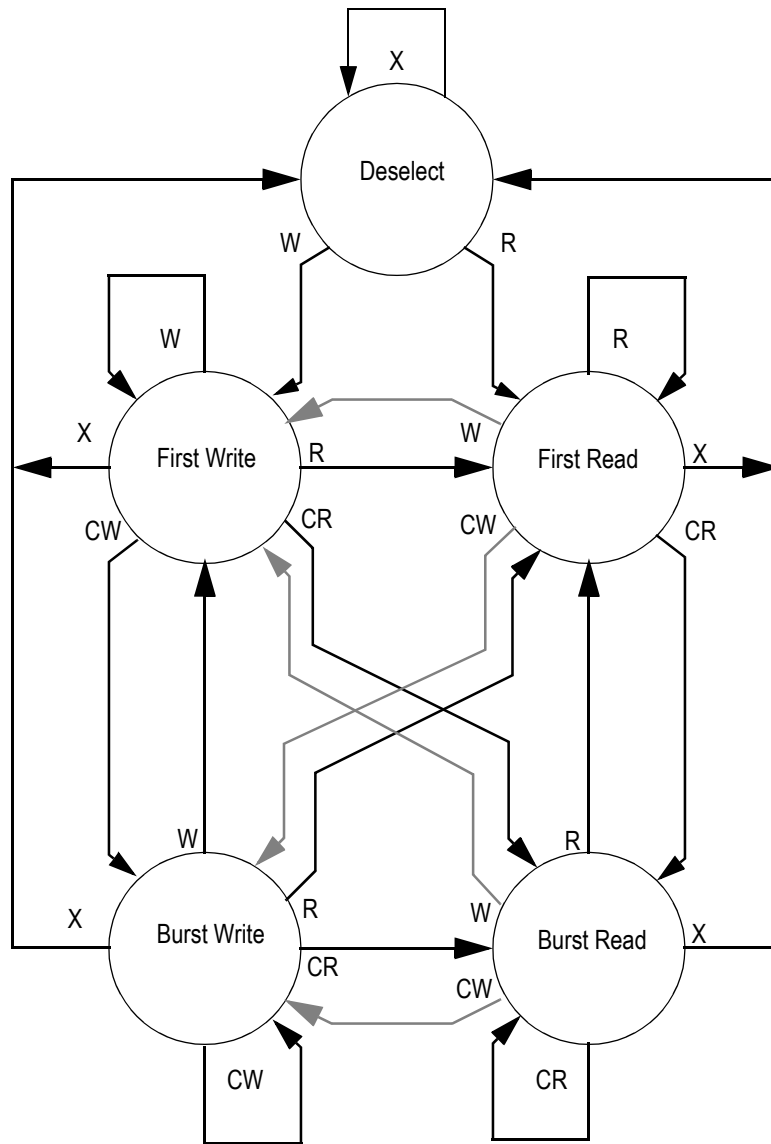 X
Deselect
W
R
W
R
X
First Write
R
W
First Read
X
CW
CR
CW
CR
W
R
X
Burst Write
R
W
Burst Read
X
CR
CW
CW
CR